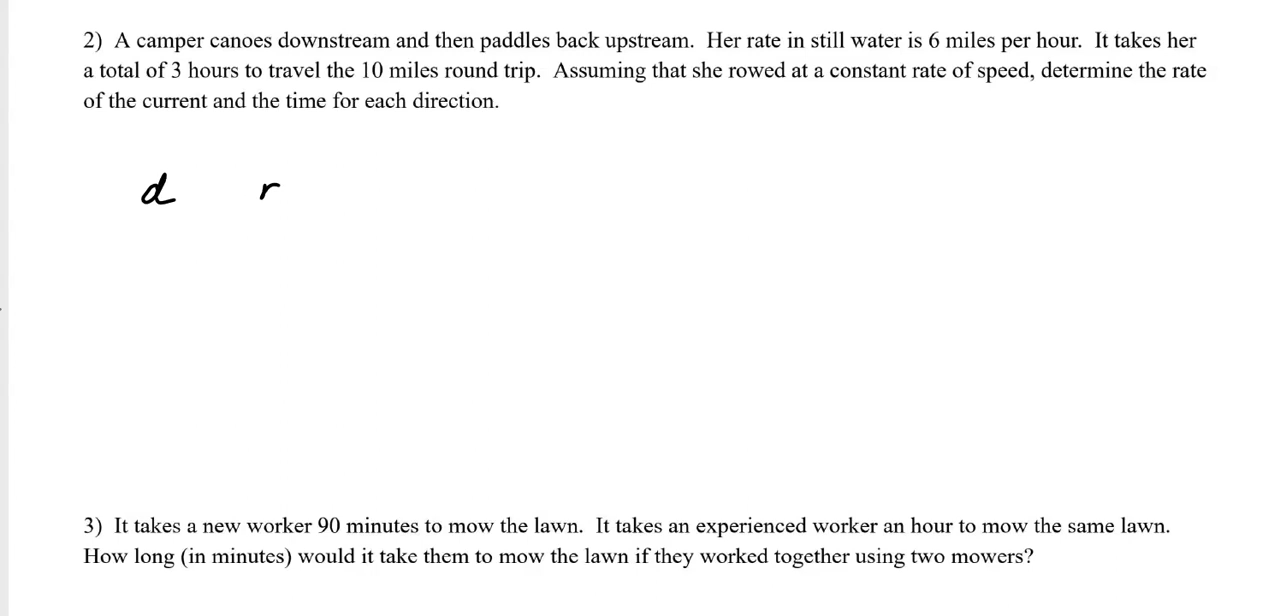 2) A camper canoes downstream and then paddles back upstream. Her rate in still water is 6 miles per hour. It takes her
a total of 3 hours to travel the 10 miles round trip. Assuming that she rowed at a constant rate of speed, determine the rate
of the current and the time for each direction.
d r
3) It takes a new worker 90 minutes to mow the lawn. It takes an experienced worker an hour to mow the same lawn.
How long (in minutes) would it take them to mow the lawn if they worked together using two mowers?